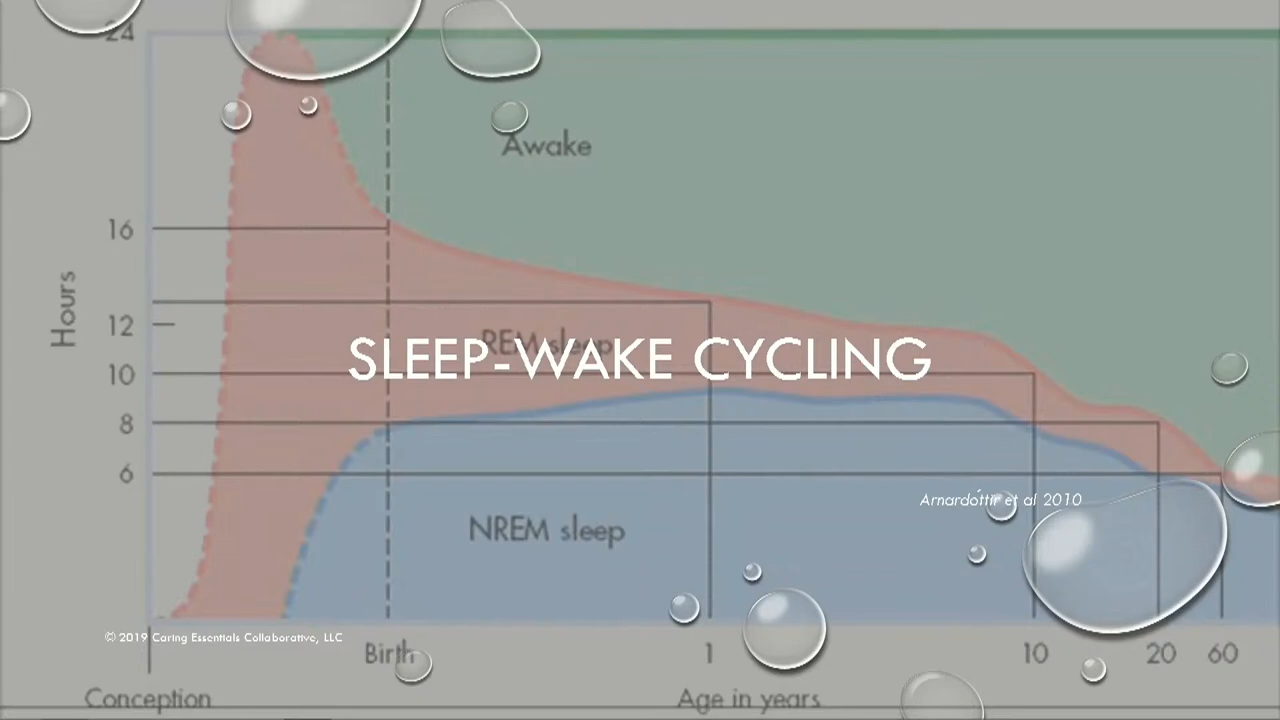 24
Awake
16
Hours
12
REM sleep
SLEEP-WAKE CYCLING
10
8
6
Arnardóttir et al 2010
NREM sleep
© 2019 Caring Essentials Collaborative, LLC
Birth 1 10 20 60
Conception Age in years